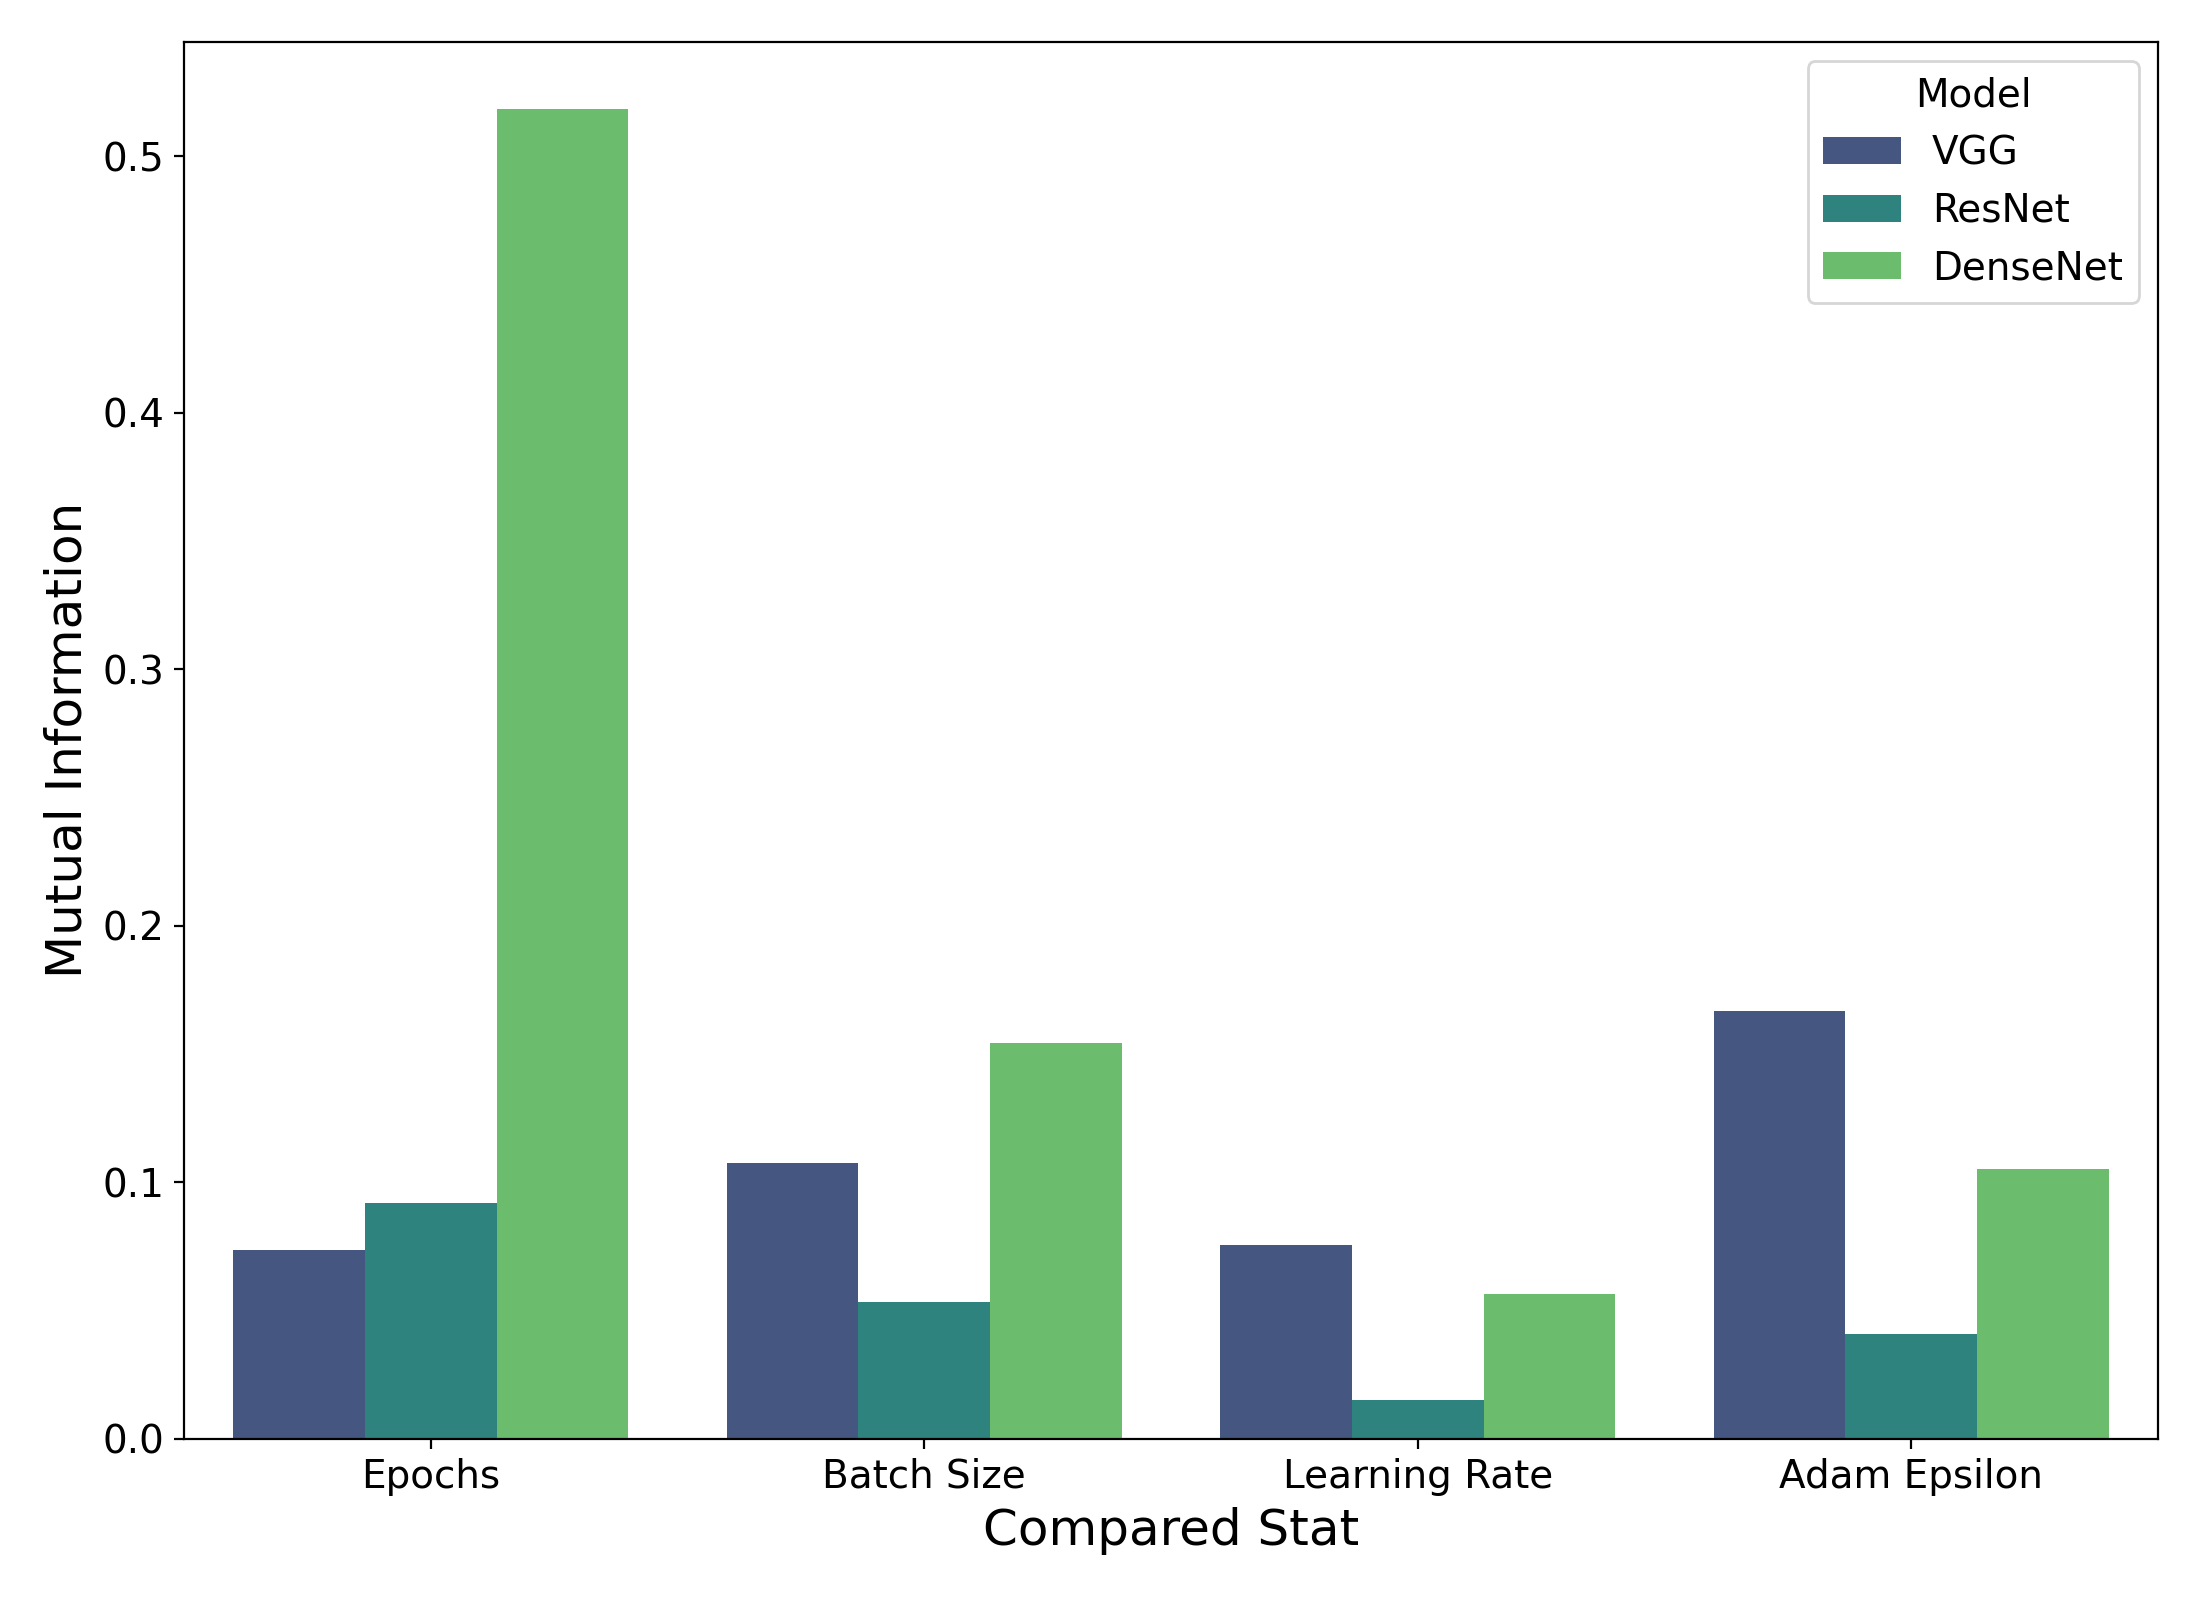 Model
VGG
ResNet
DenseNet
Mutual Information
0.5
0.4
0.3
0.2
0.1
0.0
Epochs
Batch Size
Learning Rate
Adam Epsilon
Compared Stat